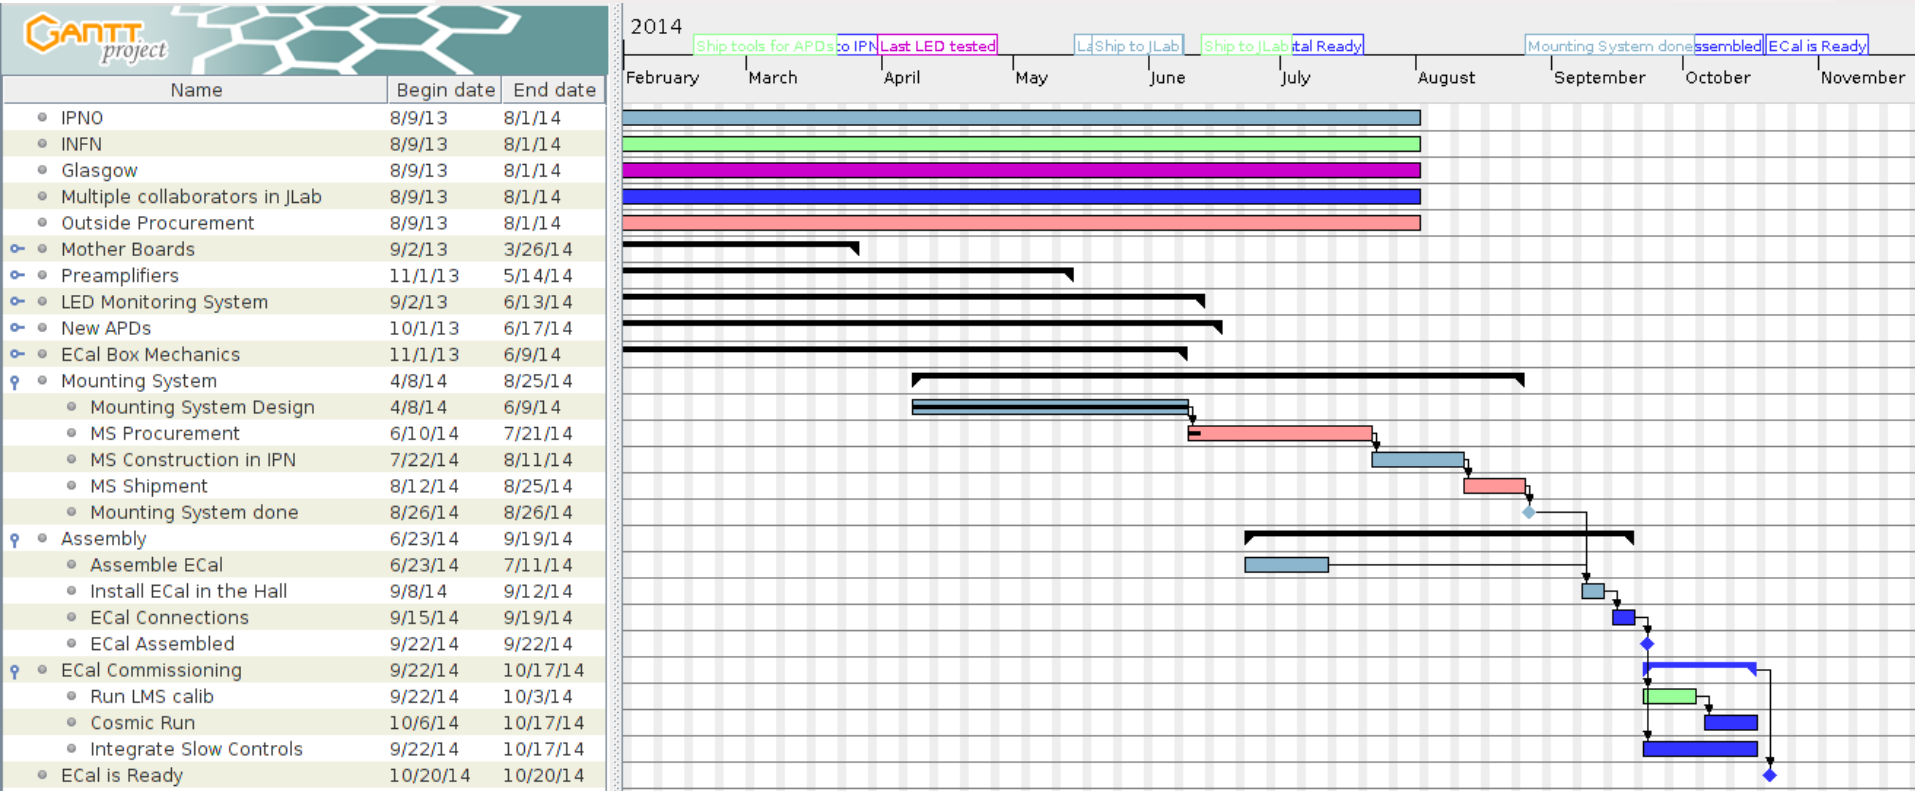 GANTT
project
2014
Ship tools for APDs to IPN Last LED tested La Ship to JLab Ship to JLab tal Ready Mounting System done ssembled ECal is Ready
February March April May June July August September October November
Name Begin date End date
IPNO 8/9/13 8/1/14
INFN 8/9/13 8/1/14
Glasgow 8/9/13 8/1/14
Multiple collaborators in JLab 8/9/13 8/1/14
Outside Procurement 8/9/13 8/1/14
Mother Boards 9/2/13 3/26/14
Preamplifiers 11/1/13 5/14/14
LED Monitoring System 9/2/13 6/13/14
New APDs 10/1/13 6/17/14
ECal Box Mechanics 11/1/13 6/9/14
Mounting System 4/8/14 8/25/14
Mounting System Design 4/8/14 6/9/14
MS Procurement 6/10/14 7/21/14
MS Construction in IPN 7/22/14 8/11/14
MS Shipment 8/12/14 8/25/14
Mounting System done 8/26/14 8/26/14
Assembly 6/23/14 9/19/14
Assemble ECal 6/23/14 7/11/14
Install ECal in the Hall 9/8/14 9/12/14
ECal Connections 9/15/14 9/19/14
ECal Assembled 9/22/14 9/22/14
ECal Commissioning 9/22/14 10/17/14
Run LMS calib 9/22/14 10/3/14
Cosmic Run 10/6/14 10/17/14
Integrate Slow Controls 9/22/14 10/17/14
ECal is Ready 10/20/14 10/20/14